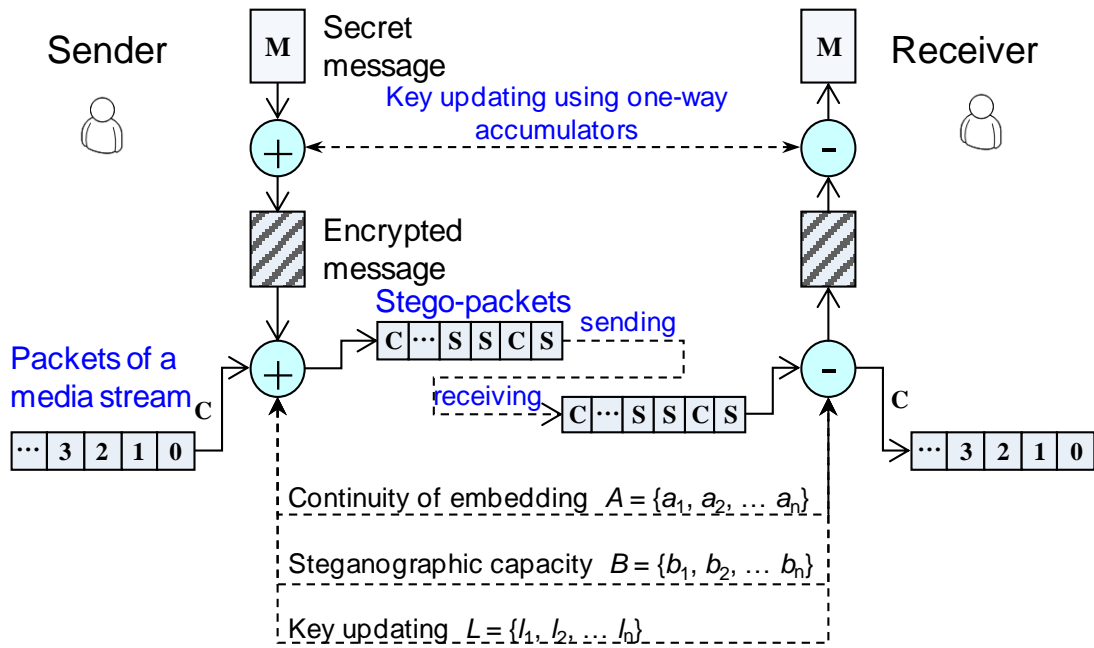 Sender
M
Secret
message
M
Receiver
Key updating using one-way
accumulators
+
-
Encrypted
message
Stego-packets
C ... S S C S
sending
Packets of a
media stream
C
+
receiving
C ... S S C S
-
C
... 3 2 1 0
... 3 2 1 0
Continuity of embedding A = {a1, a2, … an}
Steganographic capacity B = {b1, b2, … bn}
Key updating L = {l1, l2, … ln}